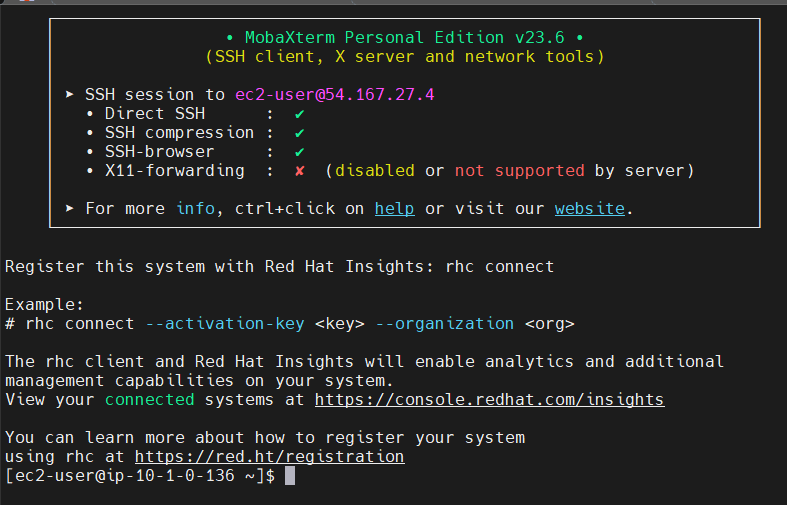 • MobaXterm Personal Edition v23.6 •
(SSH client, X server and network tools)
➤ SSH session to ec2-user@54.167.27.4
• Direct SSH : ✔
• SSH compression : ✔
• SSH-browser : ✔
• X11-forwarding : ✘ (disabled or not supported by server)
➤ For more info, ctrl+click on help or visit our website.
Register this system with Red Hat Insights: rhc connect
Example:
# rhc connect --activation-key <key> --organization <org>
The rhc client and Red Hat Insights will enable analytics and additional
management capabilities on your system.
View your connected systems at https://console.redhat.com/insights
You can learn more about how to register your system
using rhc at https://red.ht/registration
[ec2-user@ip-10-1-0-136 ~]$